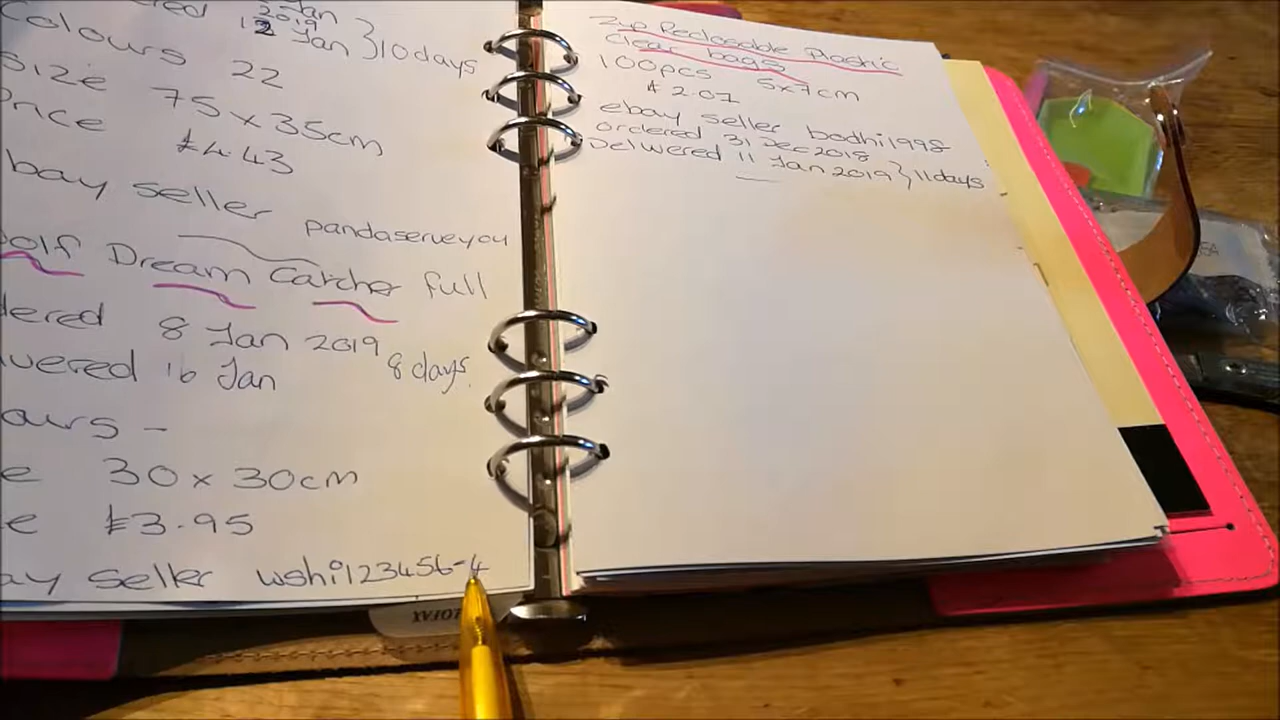 2019 Jan
12 Jan } 10 days
Colours 22
Size 75 x 35cm
Price £4.43
bay seller pandaserveyou
Wolf Dream Catcher full
dered 8 Jan 2019
livered 16 Jan 8 days.
ours -
e 30 x 30cm
e £3.95
ay seller wshi123456-4
Zip Reclosable Plastic
Clear bags
100pcs 5x7cm
£2.01
ebay seller bodhi1998
ordered 31 Dec 2018
Delivered 11 Jan 2019 } 11 days